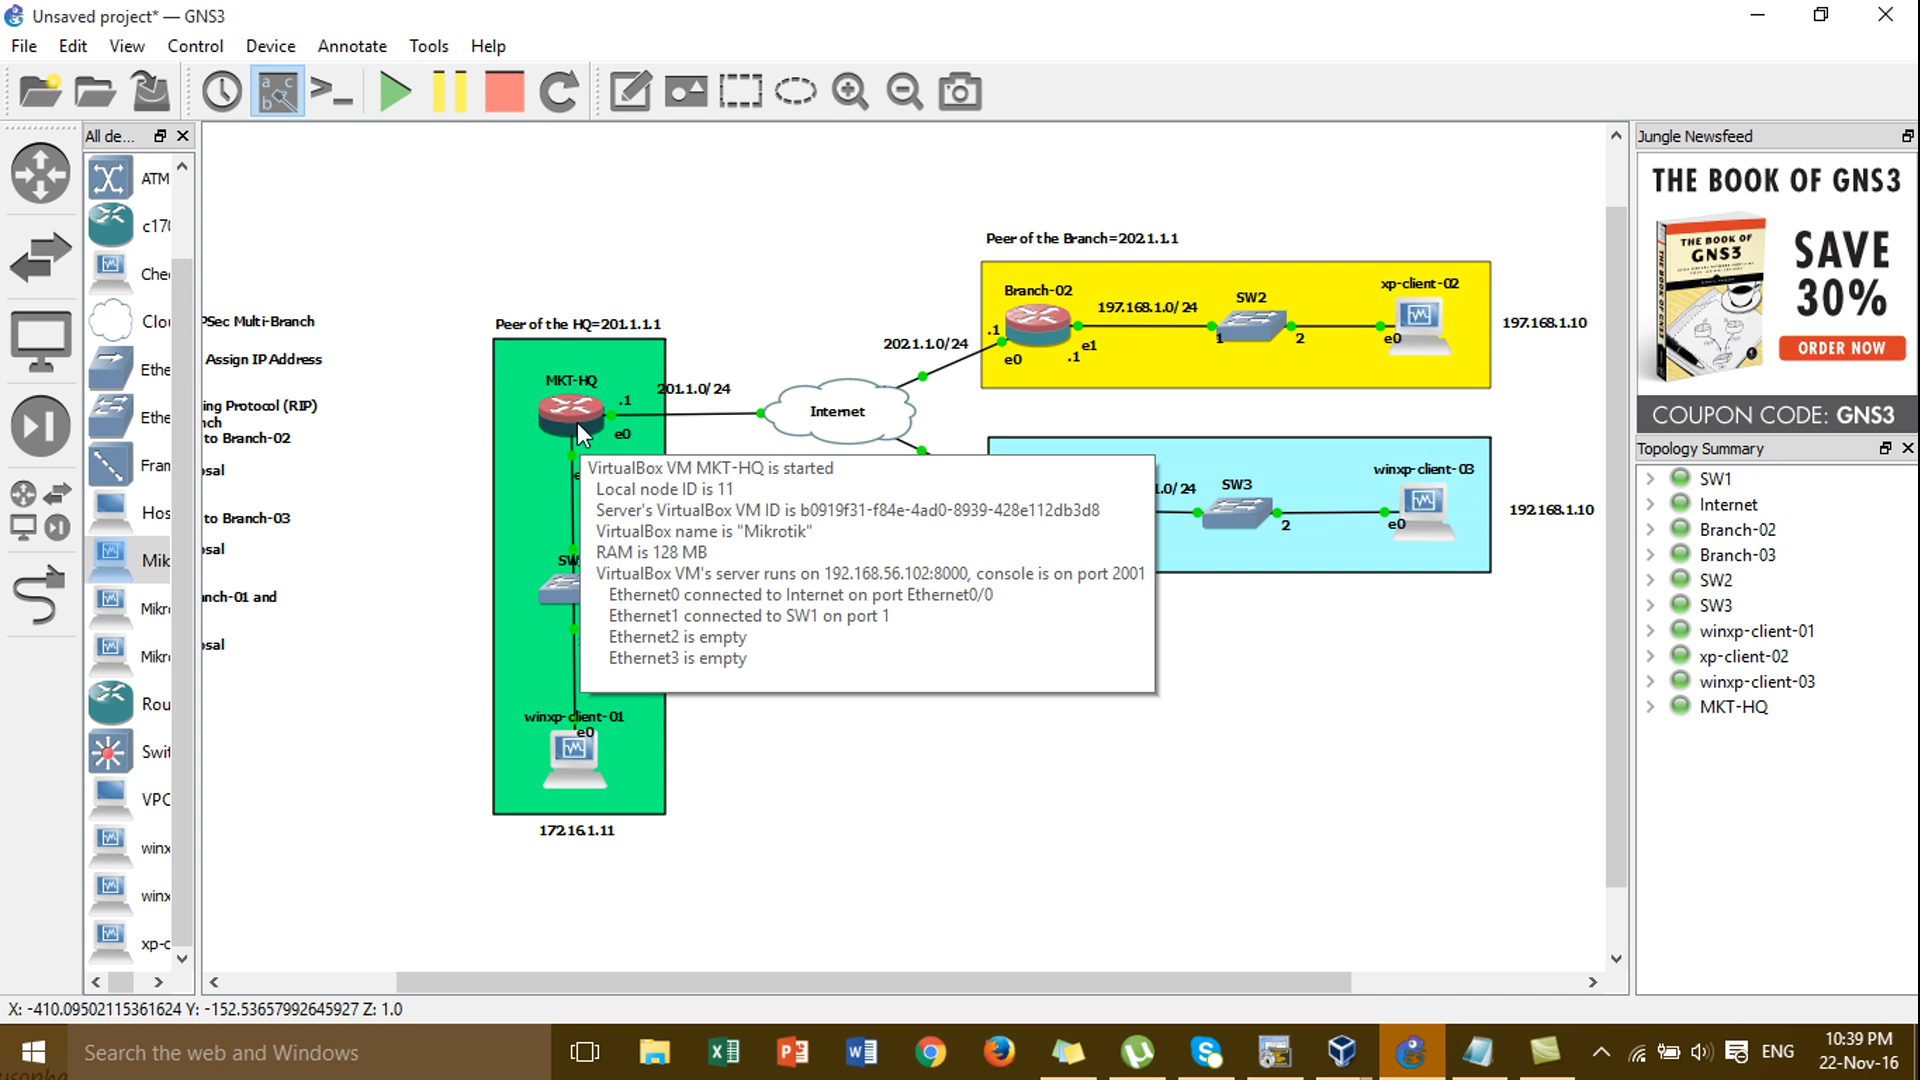 Unsaved project* — GNS3
File Edit View Control Device Annotate Tools Help
All de...
ATM
c170
Che
Clou
Ethe
Ethe
Fram
Hos
Mik
Mikr
Mikr
Rou
Swit
VPC
winx
winx
xp-c
PSec Multi-Branch
Assign IP Address
ing Protocol (RIP)
nch
to Branch-02
osal
to Branch-03
osal
nch-01 and
osal
Peer of the HQ=201.1.1.1
MKT-HQ
.1
e0
201.1.0/24
Internet
202.1.1.0/24
Peer of the Branch=202.1.1.1
Branch-02
.1
e0
e1
.1
197.168.1.0/24
SW2
1
2
xp-client-02
e0
197.168.1.10
1.0/24
SW3
2
winxp-client-03
e0
192.168.1.10
e
SW
VirtualBox VM MKT-HQ is started
Local node ID is 11
Server's VirtualBox VM ID is b0919f31-f84e-4ad0-8939-428e112db3d8
VirtualBox name is "Mikrotik"
RAM is 128 MB
VirtualBox VM's server runs on 192.168.56.102:8000, console is on port 2001
Ethernet0 connected to Internet on port Ethernet0/0
Ethernet1 connected to SW1 on port 1
Ethernet2 is empty
Ethernet3 is empty
winxp-client-01
e0
172.16.1.11
Jungle Newsfeed
THE BOOK OF GNS3
THE BOOK OF
GNS3
SAVE
30%
ORDER NOW
COUPON CODE: GNS3
Topology Summary
SW1
Internet
Branch-02
Branch-03
SW2
SW3
winxp-client-01
xp-client-02
winxp-client-03
MKT-HQ
X: -410.09502115361624 Y: -152.53657992645927 Z: 1.0
Search the web and Windows
ENG
10:39 PM
22-Nov-16